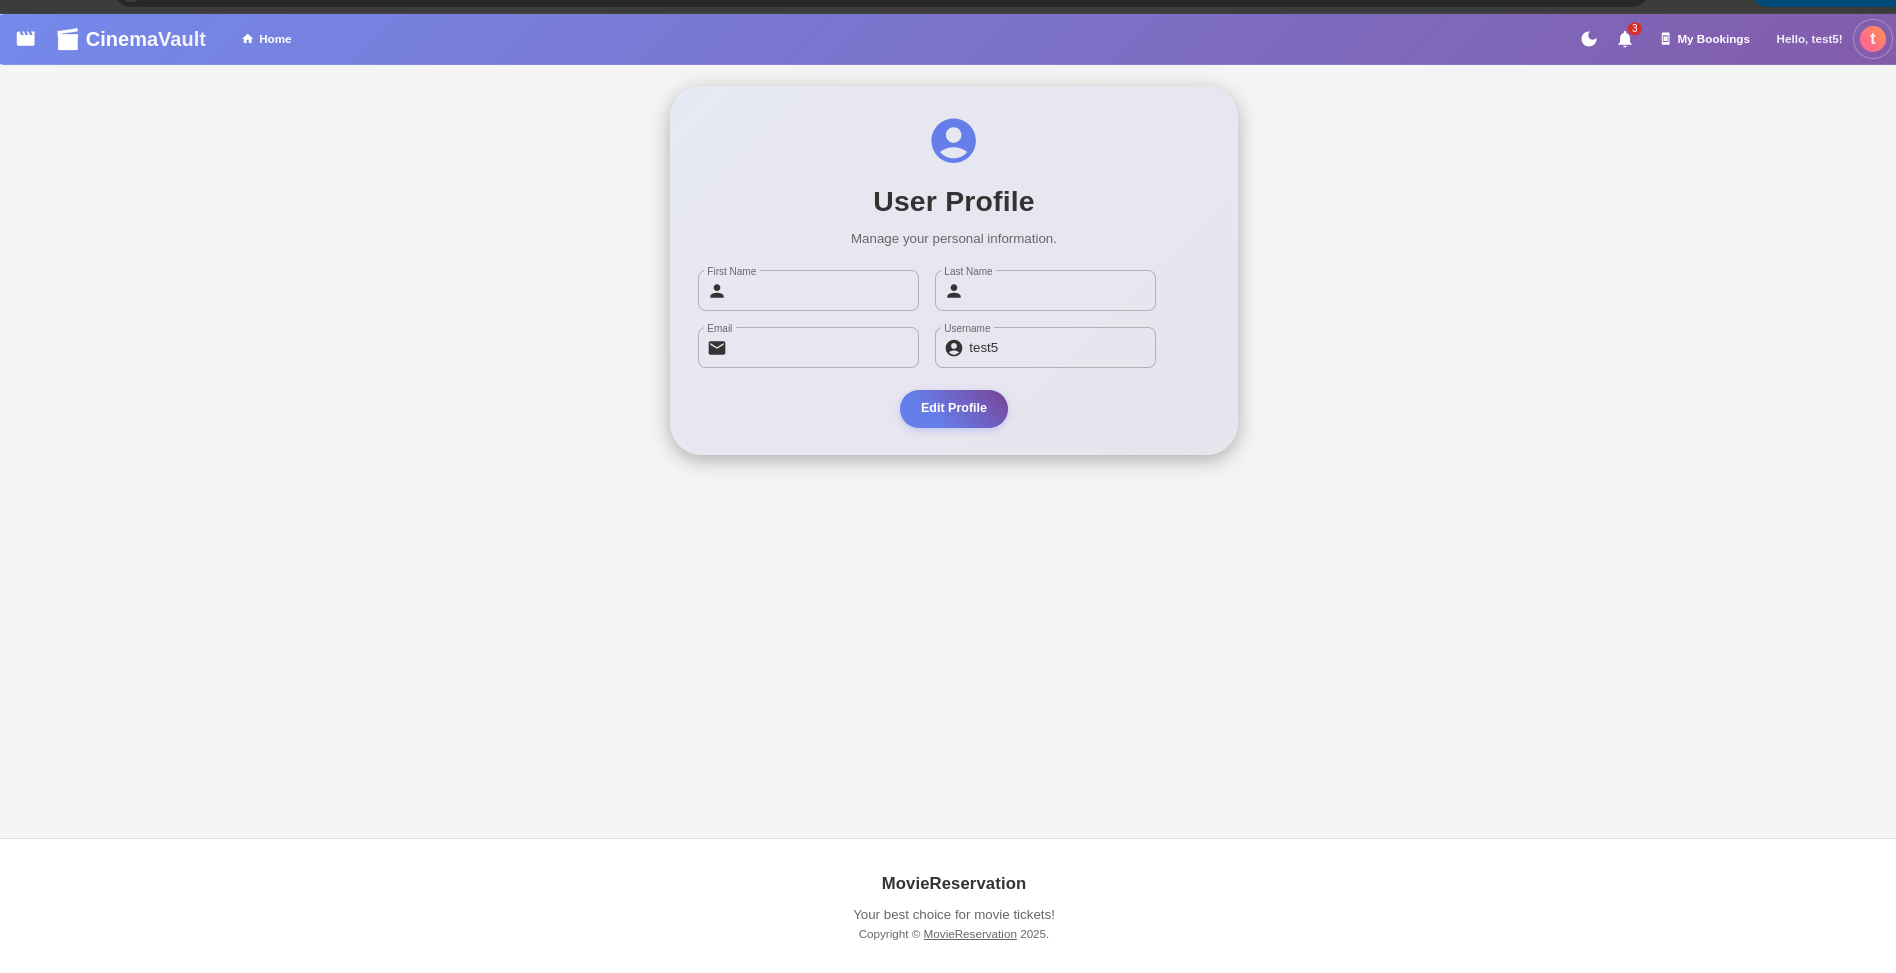 CinemaVault
Home
3
My Bookings
Hello, test5!
t
User Profile
Manage your personal information.
First Name
Last Name
Email
Username
test5
Edit Profile
MovieReservation
Your best choice for movie tickets!
Copyright © MovieReservation 2025.